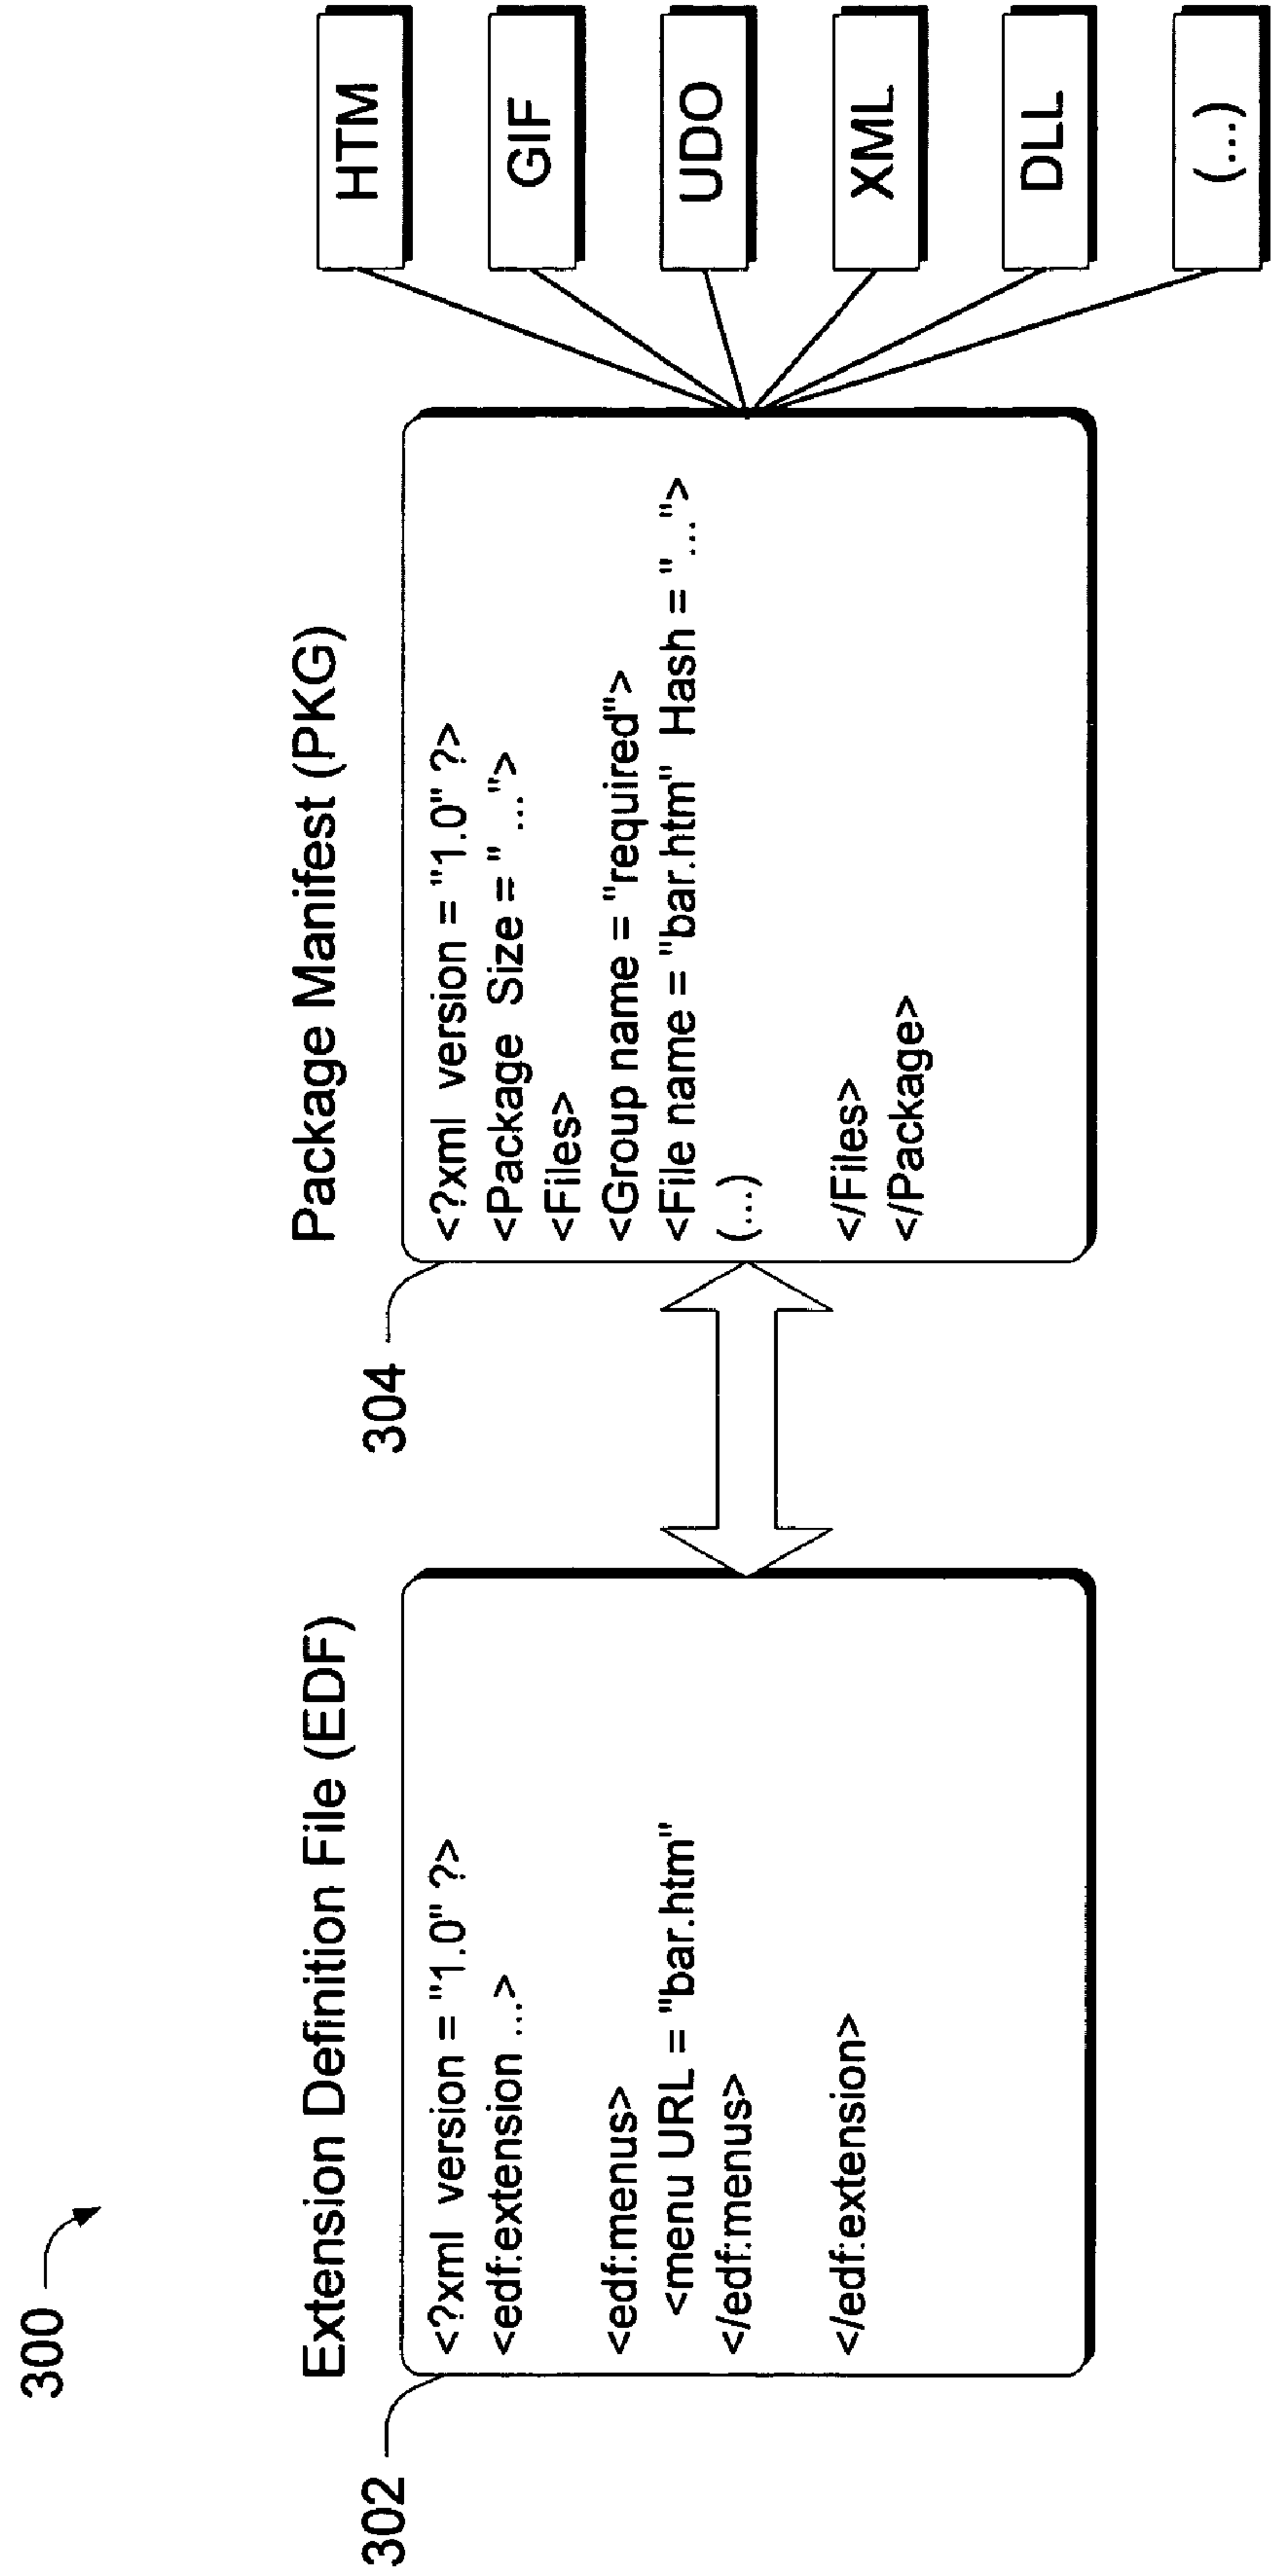 300
Extension Definition File (EDF)
302
<?xml version = "1.0" ?>
<edf:extension ...>
<edf:menus>
<menu URL = "bar.htm"
</edf:menus>
</edf:extension>
Package Manifest (PKG)
304
<?xml version = "1.0" ?>
<Package Size = " ...">
<Files>
<Group name = "required">
<File name = "bar.htm" Hash = "...">
(...)
</Files>
</Package>
HTM
GIF
UDO
XML
DLL
(...)